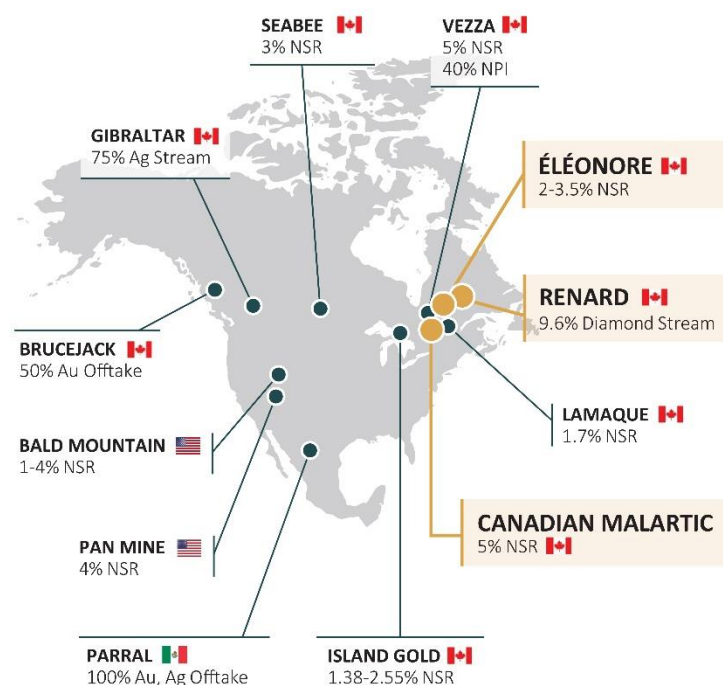 SEABEE
3% NSR
VEZZA
5% NSR
40% NPI
GIBRALTAR
75% Ag Stream
ÉLÉONORE
2-3.5% NSR
RENARD
9.6% Diamond Stream
BRUCEJACK
50% Au Offtake
LAMAQUE
1.7% NSR
BALD MOUNTAIN
1-4% NSR
CANADIAN MALARTIC
5% NSR
PAN MINE
4% NSR
PARRAL
100% Au, Ag Offtake
ISLAND GOLD
1.38-2.55% NSR